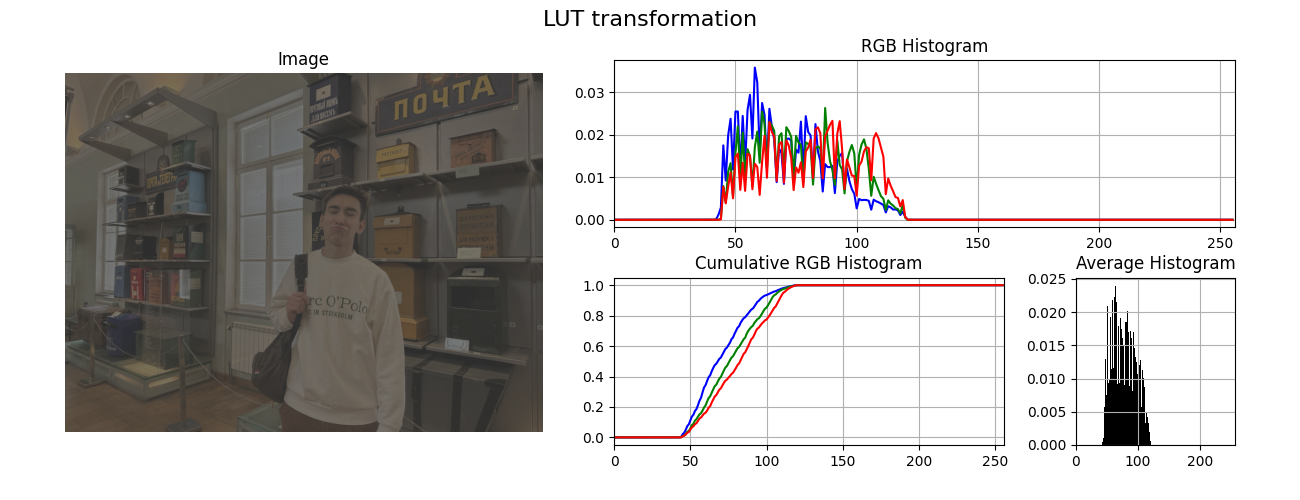 LUT transformation
Image
ПОЧТА
rc O'Polo
IN STOCKHOLM
RGB Histogram
0.03
0.02
0.01
0.00
0 50 100 150 200 250
Cumulative RGB Histogram
1.0
0.8
0.6
0.4
0.2
0.0
0 50 100 150 200 250
Average Histogram
0.025
0.020
0.015
0.010
0.005
0.000
0 100 200